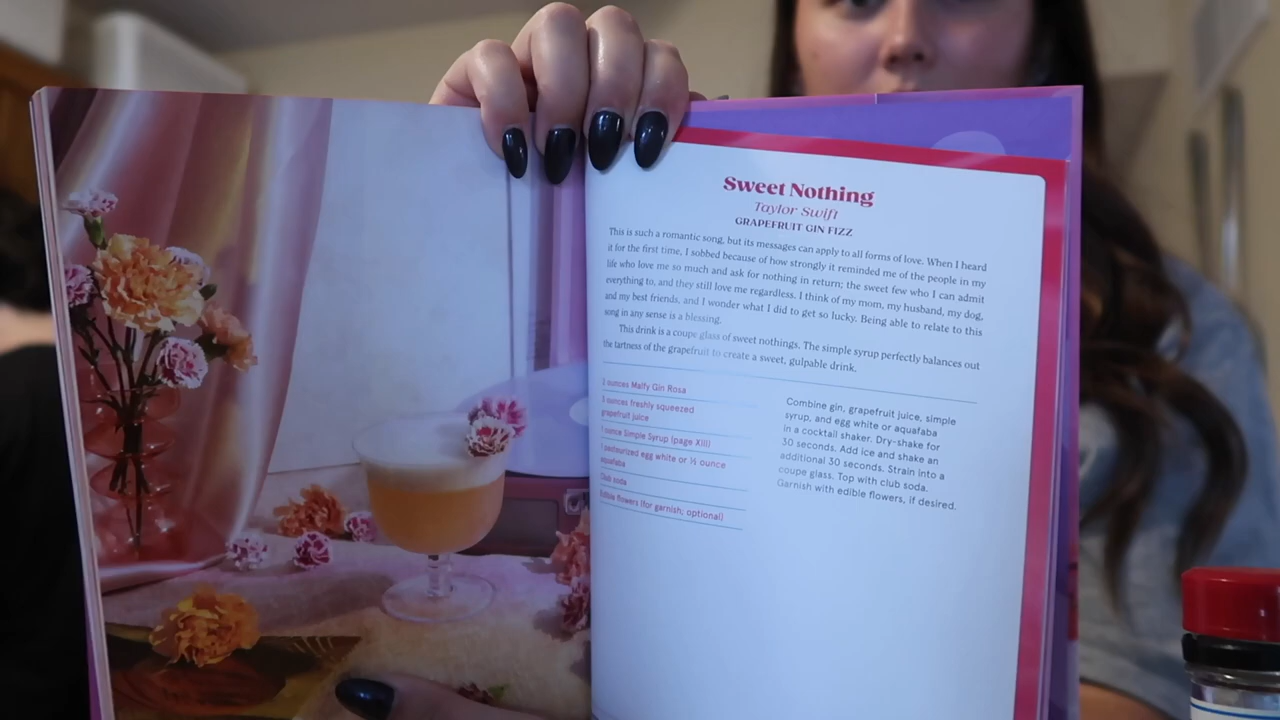 Sweet Nothing
Taylor Swift
GRAPEFRUIT GIN FIZZ
This is such a romantic song, but its messages can apply to all forms of love. When I heard
it for the first time, I sobbed because of how strongly it reminded me of the people in my
life who love me so much and ask for nothing in return; the sweet few who I can admit
everything to, and they still love me regardless. I think of my mom, my husband, my dog,
and my best friends, and I wonder what I did to get so lucky. Being able to relate to this
song in any sense is a blessing.
This drink is a coupe glass of sweet nothings. The simple syrup perfectly balances out
the tartness of the grapefruit to create a sweet, gulpable drink.
ounces Malfy Gin Rosa
ounces freshly squeezed
grapefruit juice
1 ounce Simple Syrup (page XIII)
1 pasteurized egg white or ½ ounce
aquafaba
Club soda
Edible flowers (for garnish; optional)
Combine gin, grapefruit juice, simple
syrup, and egg white or aquafaba
in a cocktail shaker. Dry-shake for
30 seconds. Add ice and shake an
additional 30 seconds. Strain into a
coupe glass. Top with club soda.
Garnish with edible flowers, if desired.